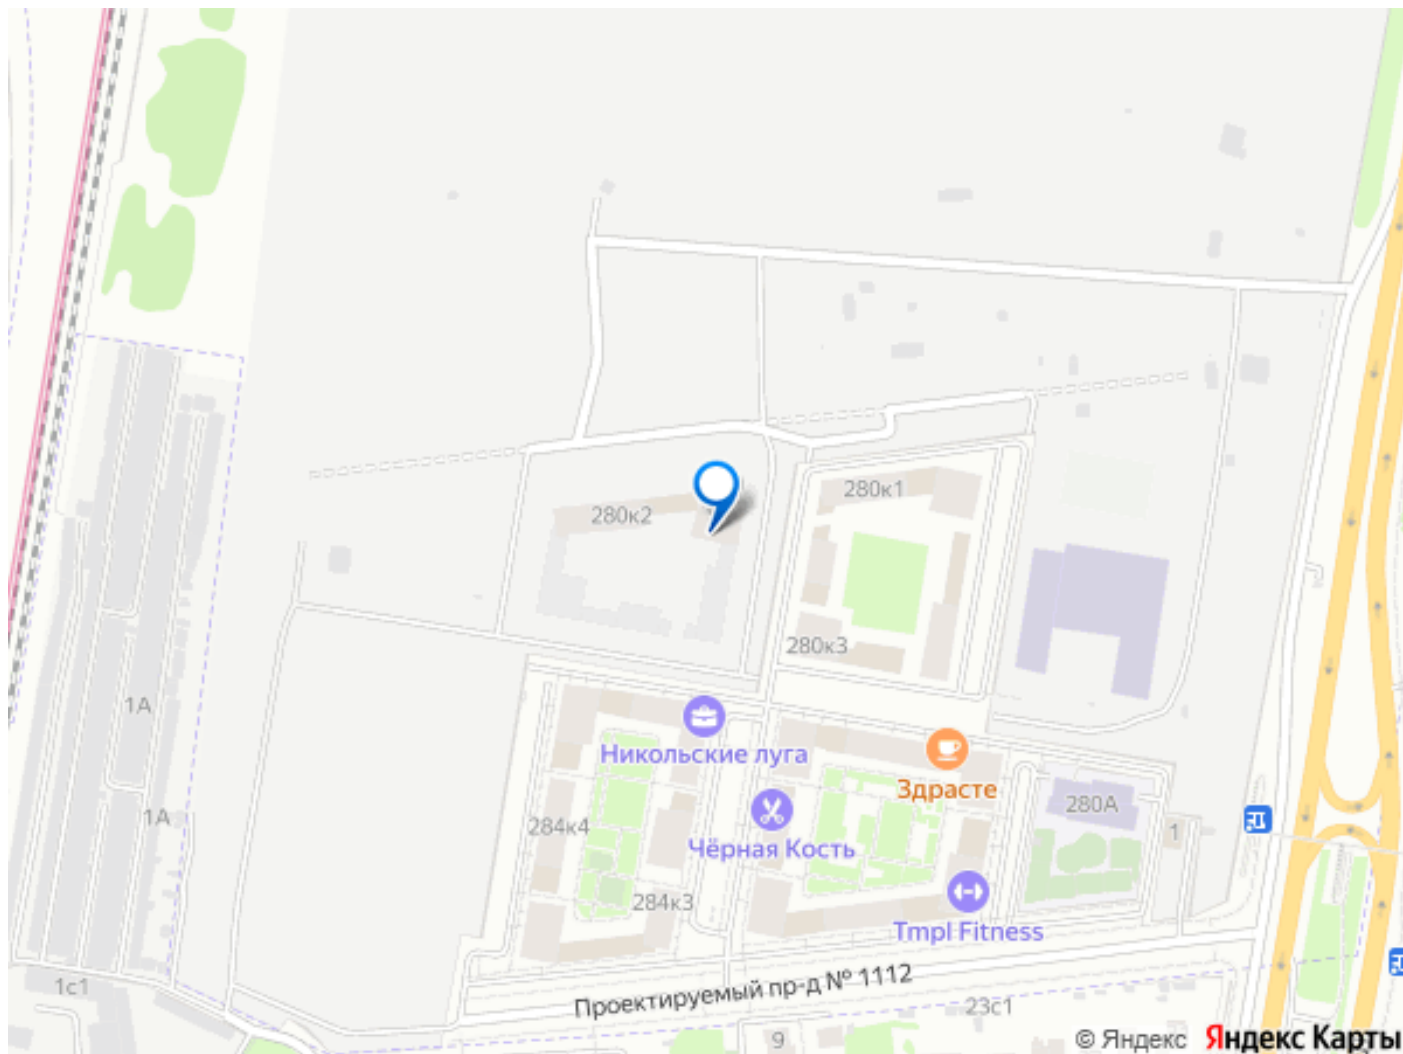 280к1
280к2
280к3
1А
Никольские луга
Здрасте
280А
1А
284к4
Чёрная Кость
1
284к3
Tmpl Fitness
1с1
Проектируемый пр-д № 1112
23с1
9
© Яндекс Яндекс Карты